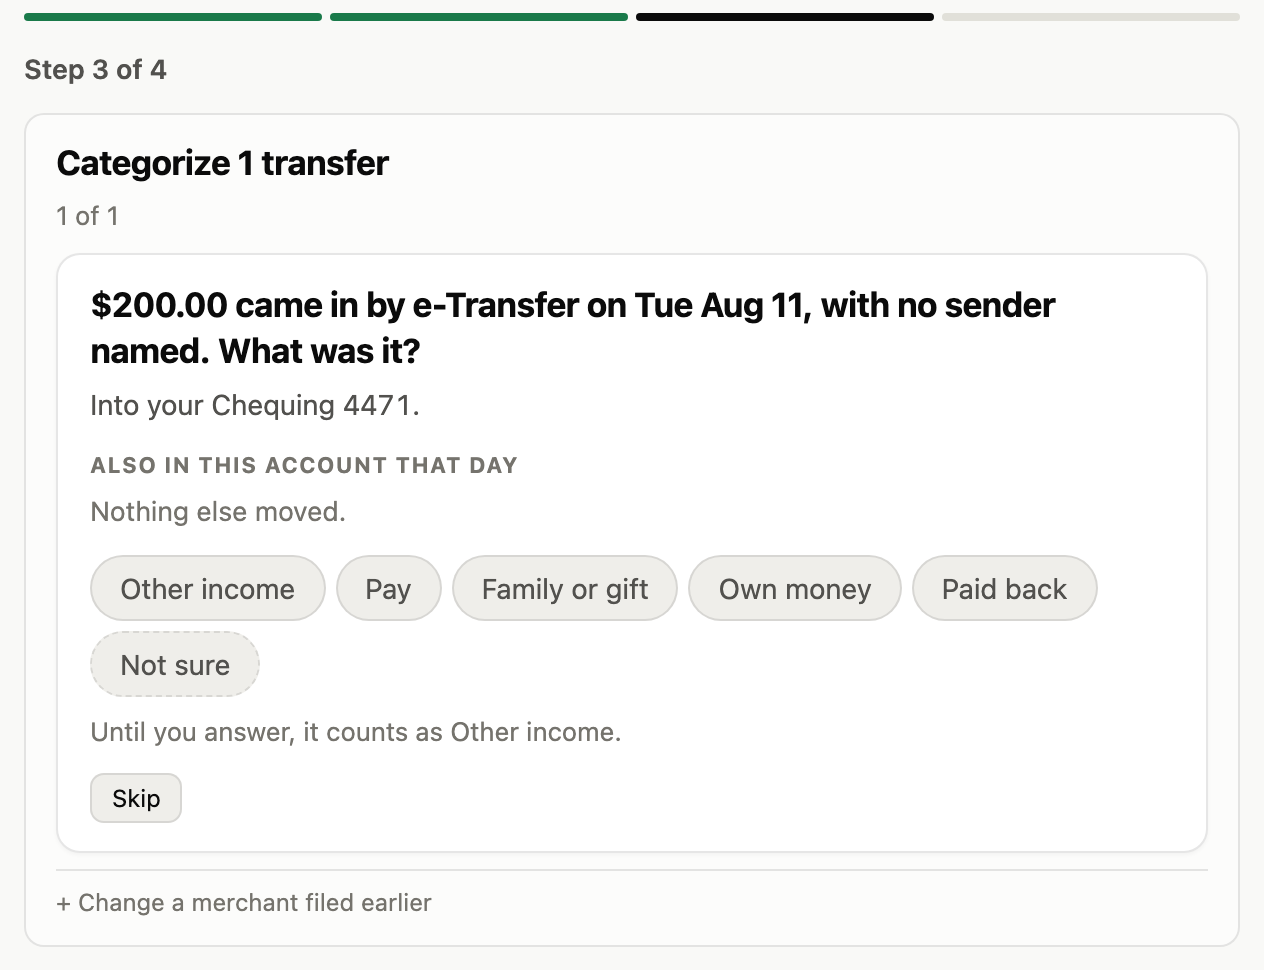 Step 3 of 4
Categorize 1 transfer
1 of 1
$200.00 came in by e-Transfer on Tue Aug 11, with no sender
named. What was it?
Into your Chequing 4471.
ALSO IN THIS ACCOUNT THAT DAY
Nothing else moved.
Other income
Pay
Family or gift
Own money
Paid back
Not sure
Until you answer, it counts as Other income.
Skip
+ Change a merchant filed earlier